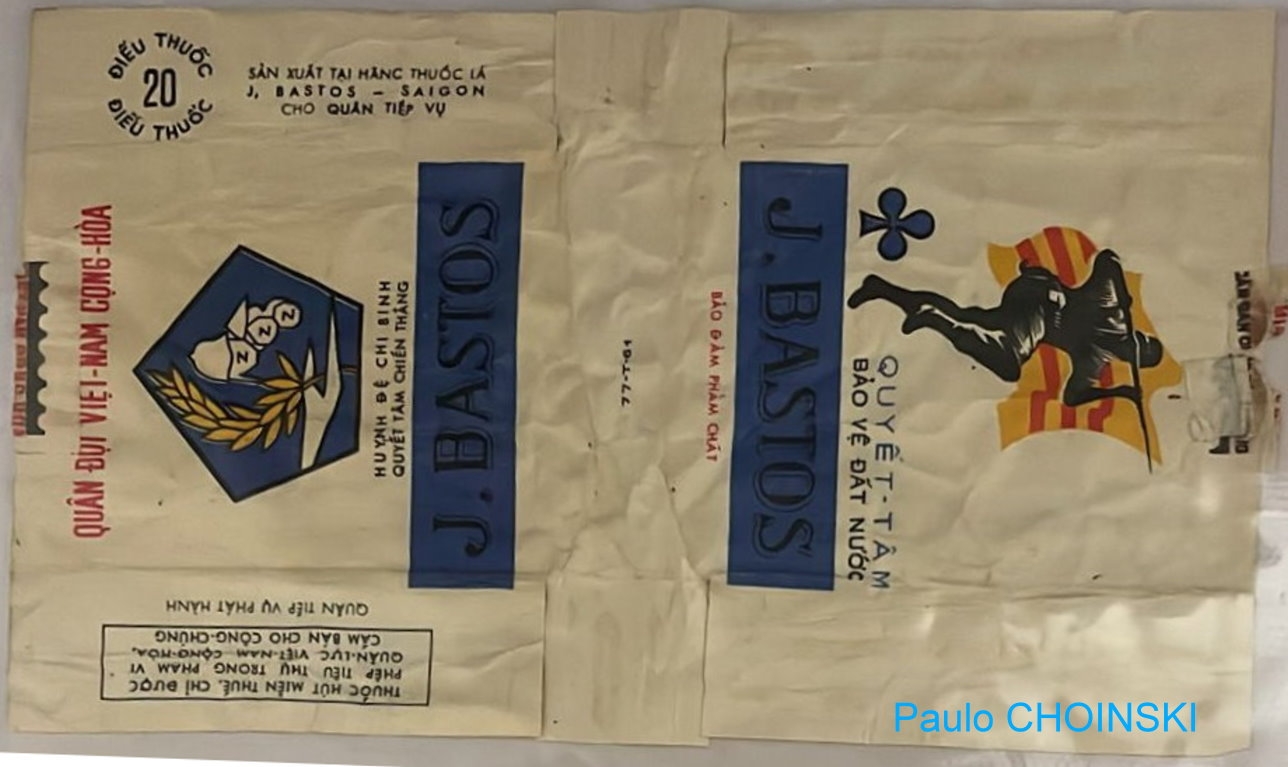 ĐIẾU THUỐC
20
ĐIẾU THUỐC
SẢN XUẤT TẠI HÃNG THUỐC LÁ
J. BASTOS – SAIGON
CHO QUÂN TIẾP VỤ
QUÂN ĐỘI VIỆT-NAM CỘNG-HÒA
N
N
N
HUYNH ĐỆ CHI BINH
QUYẾT TÂM CHIẾN THẮNG
J. BASTOS
QUÂN TIẾP VỤ PHÁT HÀNH
THUỐC HÚT MIỄN THUẾ, CHỈ ĐƯỢC
PHÉP TIÊU THỤ TRONG PHẠM VI
QUÂN-LỰC VIỆT-NAM CỘNG-HÒA.
CẤM BÁN CHO CÔNG-CHÚNG
77-T-G1
BẢO ĐẢM PHẨM CHẤT
J. BASTOS
QUYẾT-TÂM
BẢO VỆ ĐẤT NƯỚC
Paulo CHOINSKI